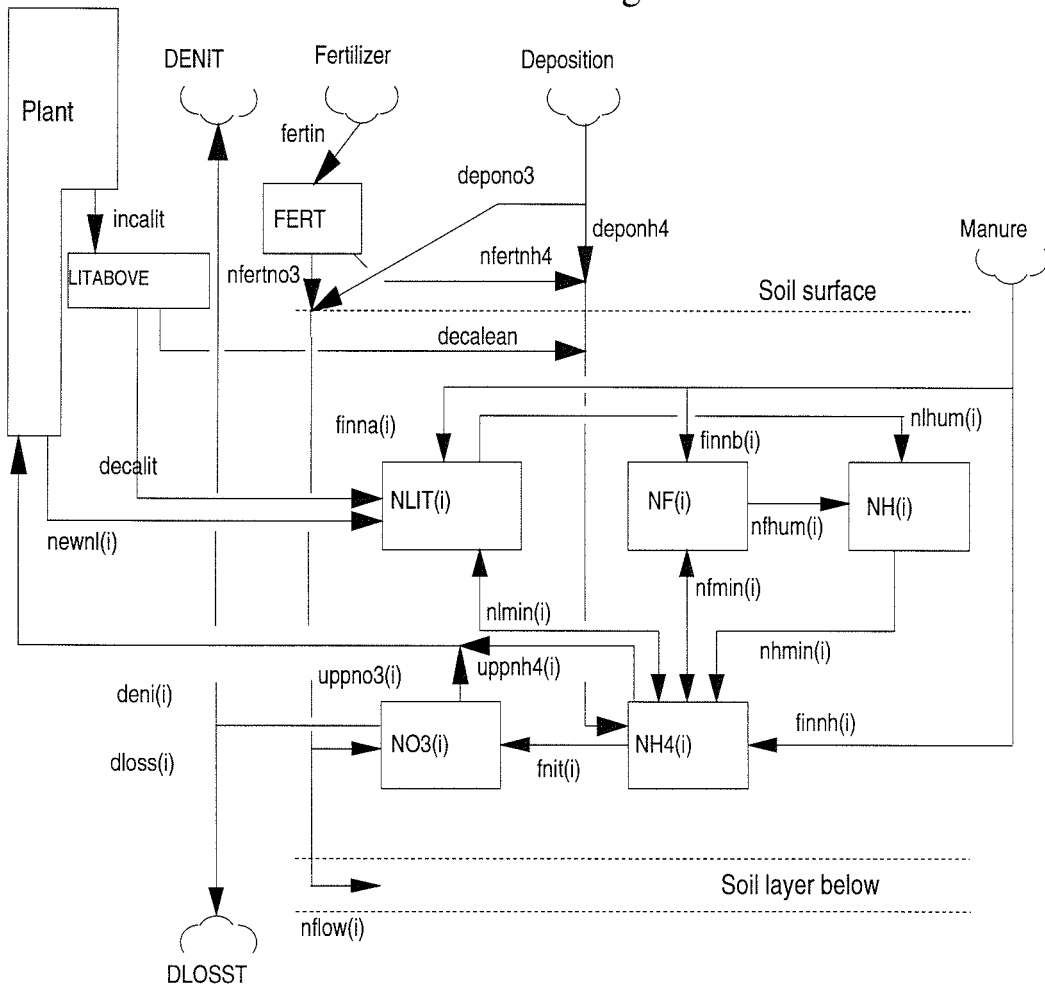 g
DENIT
Fertilizer
Deposition
Plant
fertin
depono3
FERT
incalit
deponh4
Manure
LITABOVE
nfertno3
nfertnh4
Soil surface
decalean
finna(i)
finnb(i)
nlhum(i)
decalit
NLIT(i)
NF(i)
NH(i)
nfhum(i)
newnl(i)
nlmin(i)
nfmin(i)
nhmin(i)
uppno3(i)
uppnh4(i)
deni(i)
finnh(i)
NO3(i)
NH4(i)
dloss(i)
fnit(i)
Soil layer below
nflow(i)
DLOSST